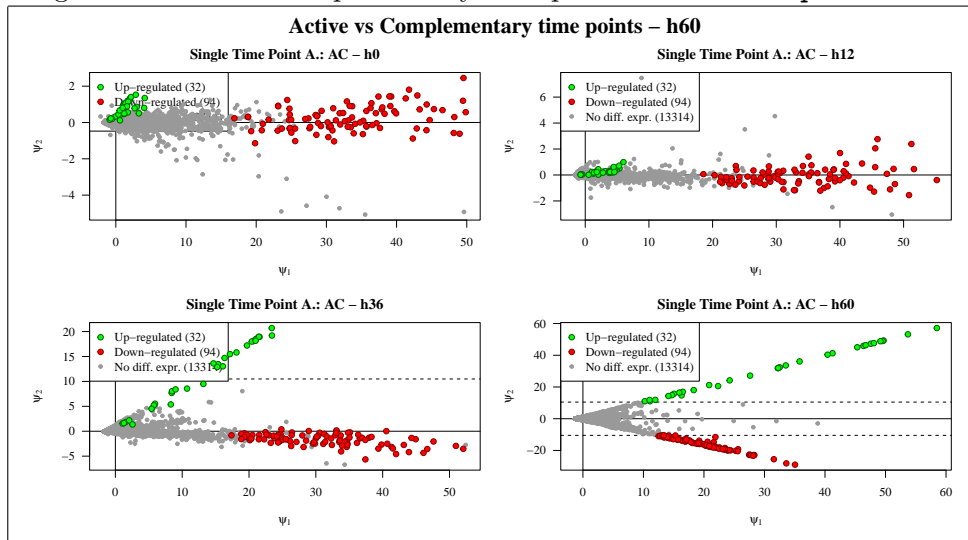 Active vs Complementary time points – h60
Single Time Point A.: AC – h0
2
0
−2
−4
ψ2
Up−regulated (32)
Down−regulated (94)
0
10
20
30
40
50
ψ1
Single Time Point A.: AC – h12
6
4
2
0
−2
ψ2
Up−regulated (32)
Down−regulated (94)
No diff. expr. (13314)
0
10
20
30
40
50
ψ1
Single Time Point A.: AC – h36
20
15
10
5
0
−5
ψ2
Up−regulated (32)
Down−regulated (94)
No diff. expr. (13314)
0
10
20
30
40
50
ψ1
Single Time Point A.: AC – h60
60
40
20
0
−20
ψ2
Up−regulated (32)
Down−regulated (94)
No diff. expr. (13314)
0
10
20
30
40
50
60
ψ1